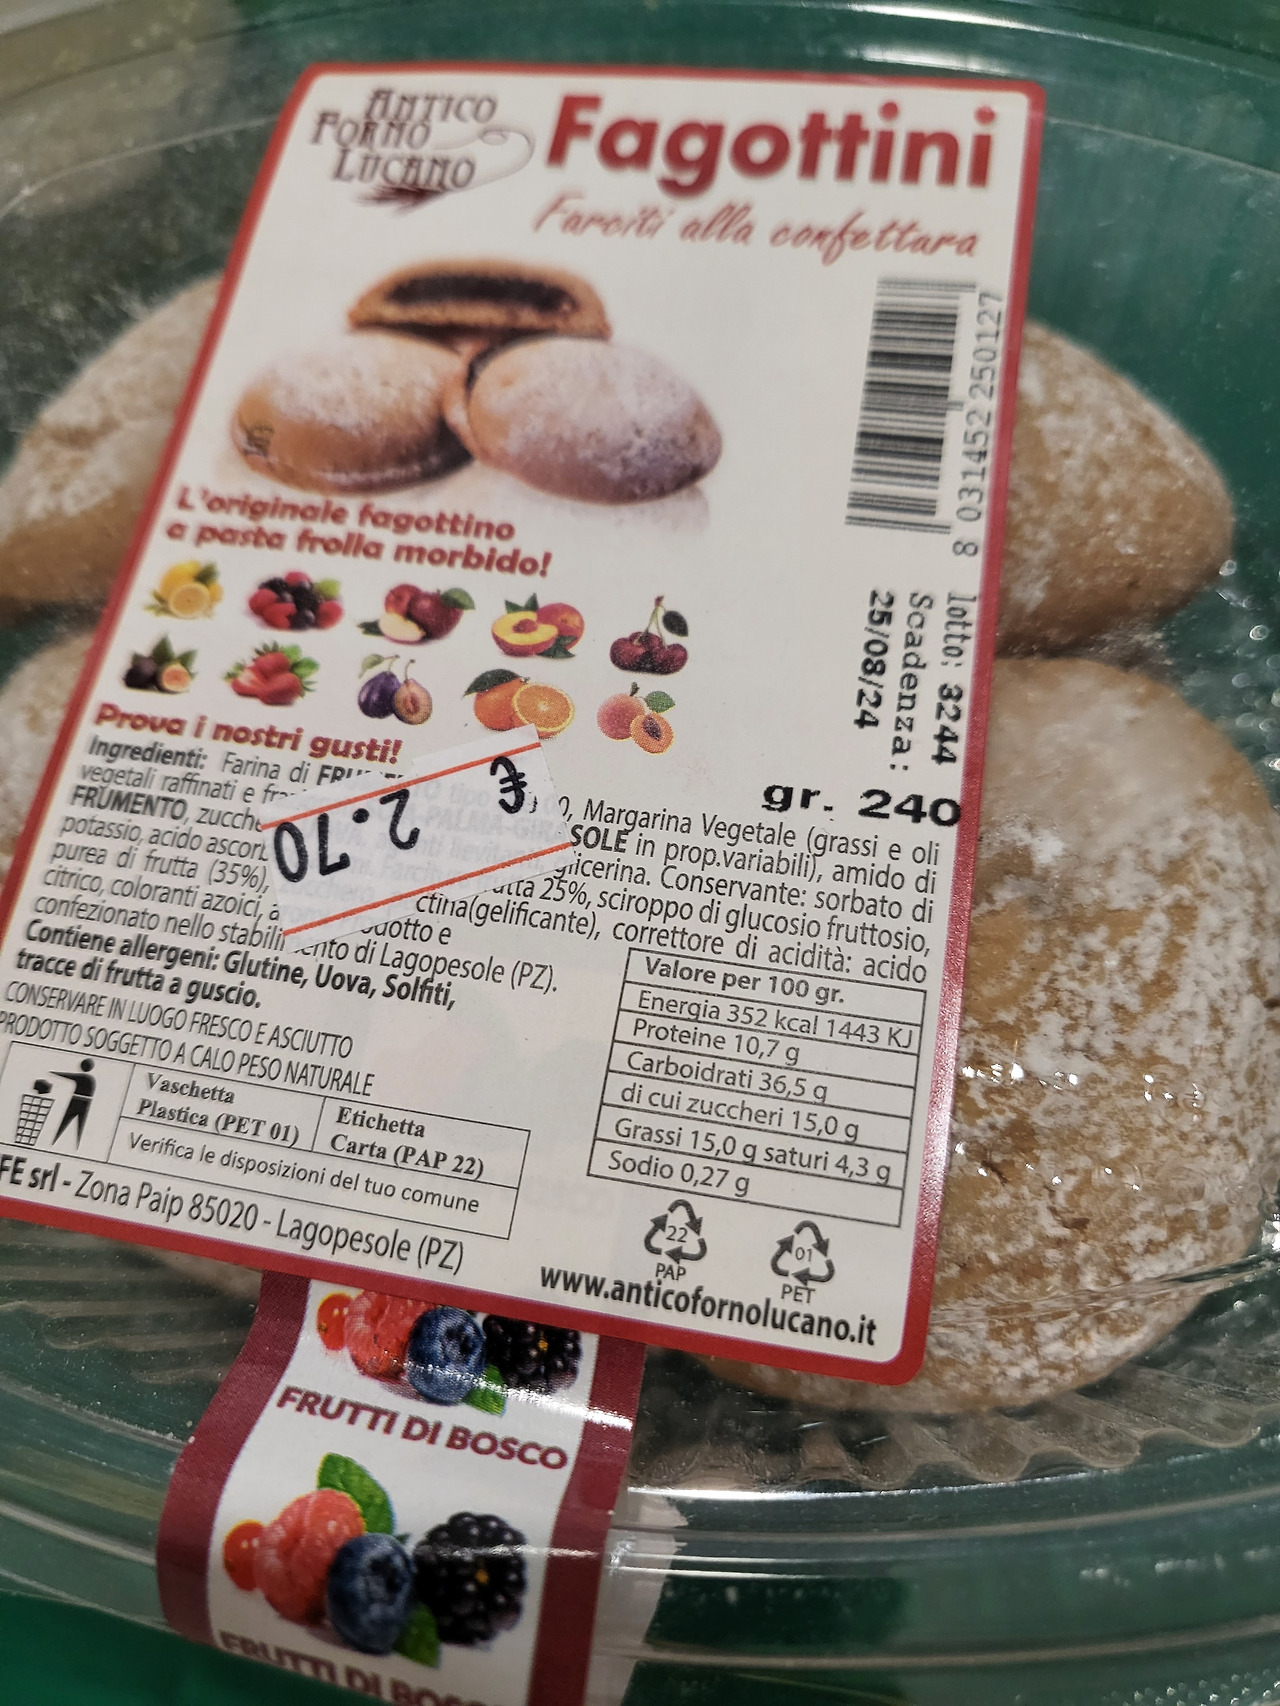 ANTICO
FORNO
LUCANO
Fagottini
Farciti alla confettura
8 031452 250127
lotto: 3244
Scadenza:
25/08/24
L'originale fagottino
a pasta frolla morbido!
Prova i nostri gusti!
gr. 240
€ 2.70
Ingredienti: Farina di 0, Margarina Vegetale (grassi e oli
vegetali raffinati e SOLE in prop.variabili), amido di
FRUMENTO, glicerina. Conservante: sorbato di
potassio, acido 25%, sciroppo di glucosio fruttosio,
purea di frutta (35%), (gelificante), correttore di acidità: acido
citrico, coloranti azoici, e
confezionato nello di Lagopesole (PZ).
Contiene allergeni: Glutine, Uova, Solfiti,
tracce di frutta a guscio.
CONSERVARE IN LUOGO FRESCO E ASCIUTTO
PRODOTTO SOGGETTO A CALO PESO NATURALE
Valore per 100 gr.
Energia 352 kcal 1443 KJ
Proteine 10,7 g
Carboidrati 36,5 g
di cui zuccheri 15,0 g
Grassi 15,0 g saturi 4,3 g
Sodio 0,27 g
Vaschetta
Plastica (PET 01)
Etichetta
Carta (PAP 22)
Verifica le disposizioni del tuo comune
FE srl - Zona Paip 85020 - Lagopesole (PZ)
22
PAP
01
PET
www.anticofornolucano.it
FRUTTI DI BOSCO
FRUTTI DI BOSCO